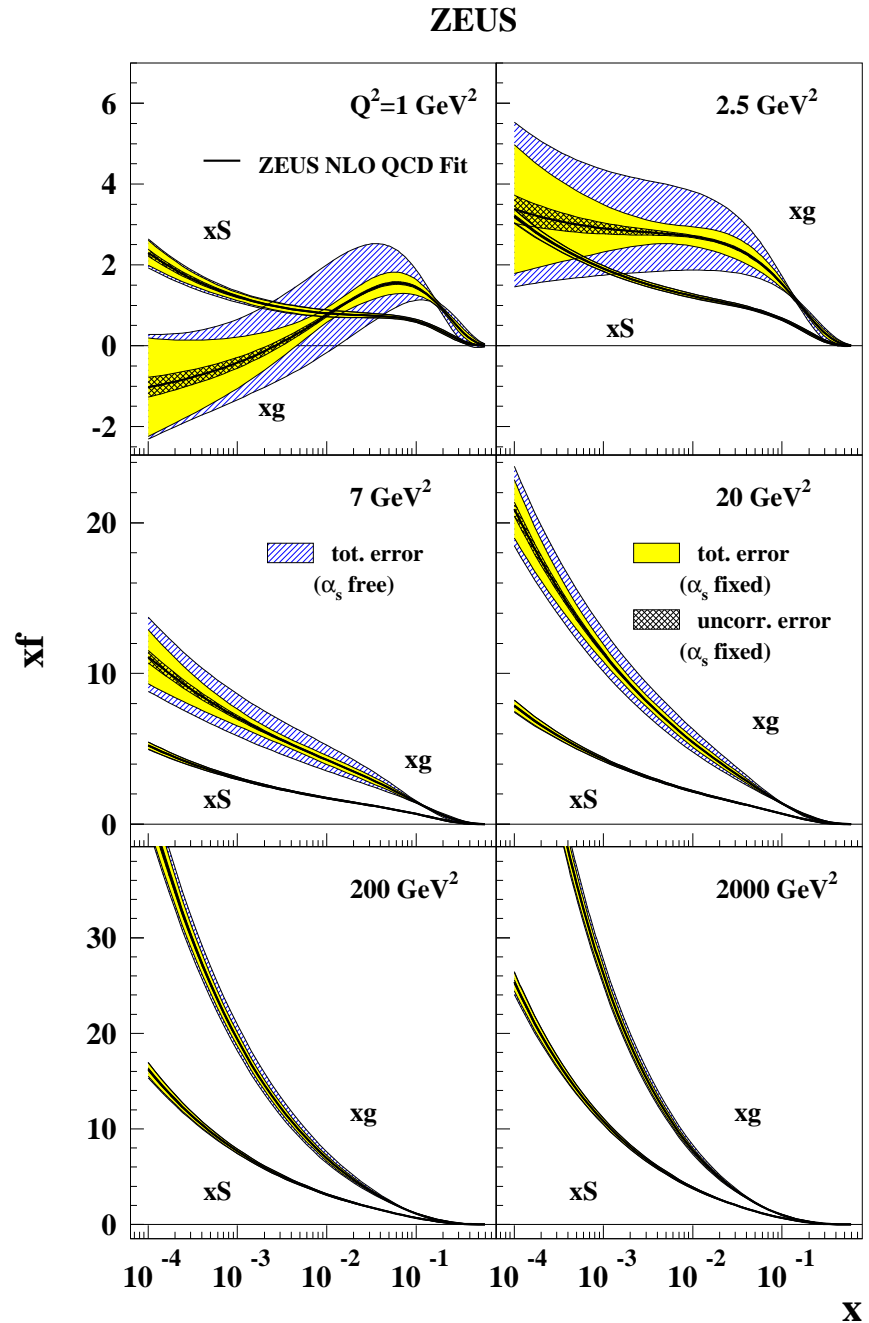 ZEUS
Q²=1 GeV²
2.5 GeV²
ZEUS NLO QCD Fit
xS
xg
xg
xS
6
4
2
0
-2
7 GeV²
20 GeV²
tot. error
(αs free)
tot. error
(αs fixed)
uncorr. error
(αs fixed)
xg
xS
xg
xS
20
10
0
xf
200 GeV²
2000 GeV²
xg
xS
xg
xS
30
20
10
0
10⁻⁴ 10⁻³ 10⁻² 10⁻¹ 10⁻⁴ 10⁻³ 10⁻² 10⁻¹
x